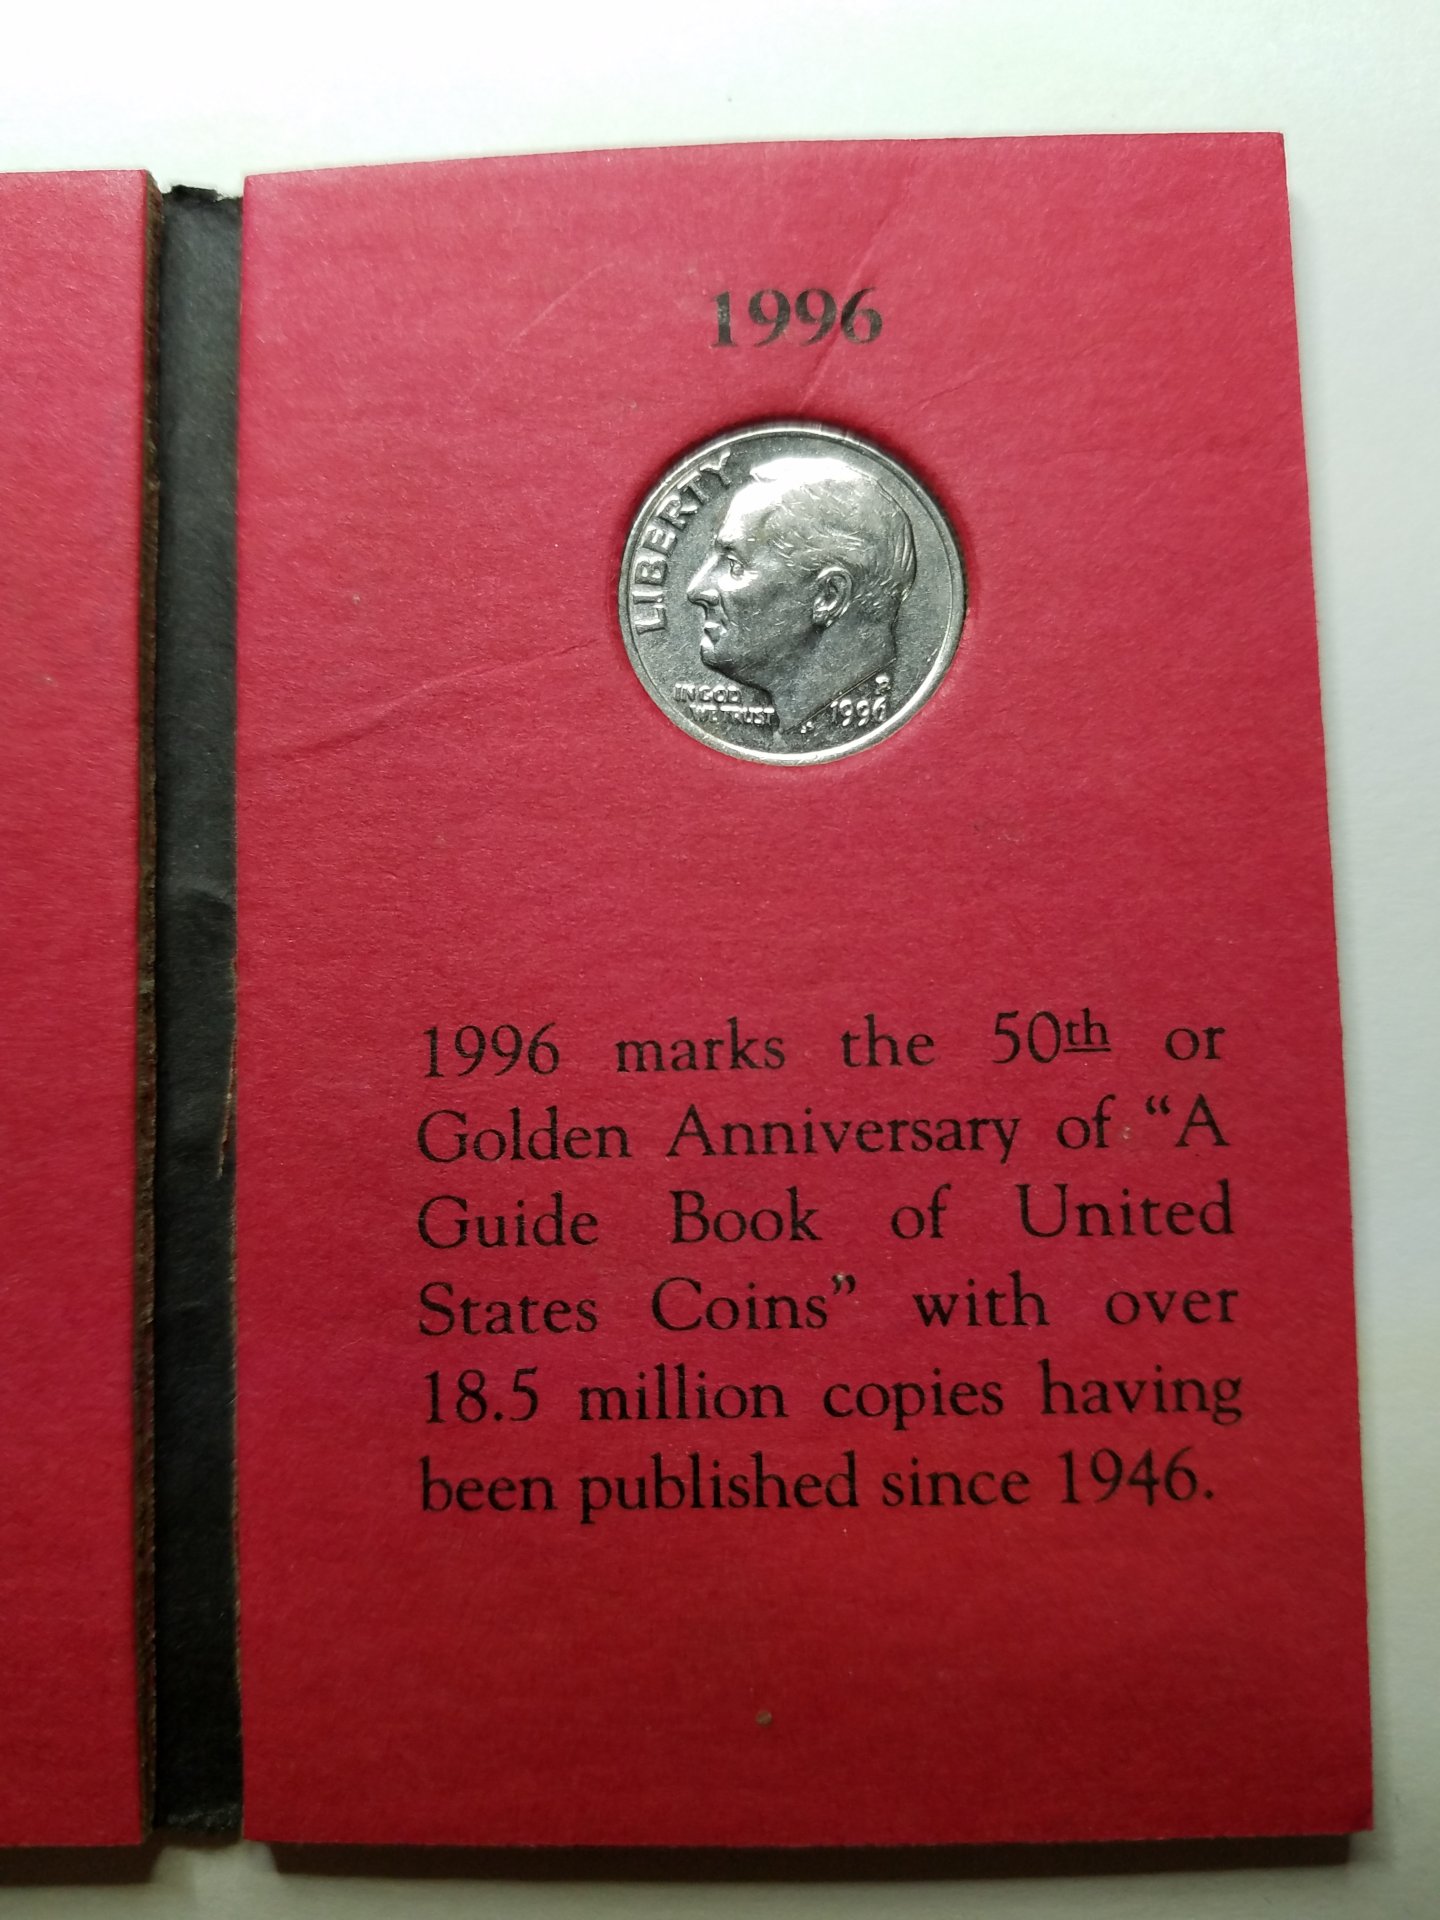 1996
LIBERTY
IN GOD
WE TRUST
1996
1996 marks the 50th or
Golden Anniversary of “A
Guide Book of United
States Coins” with over
18.5 million copies having
been published since 1946.